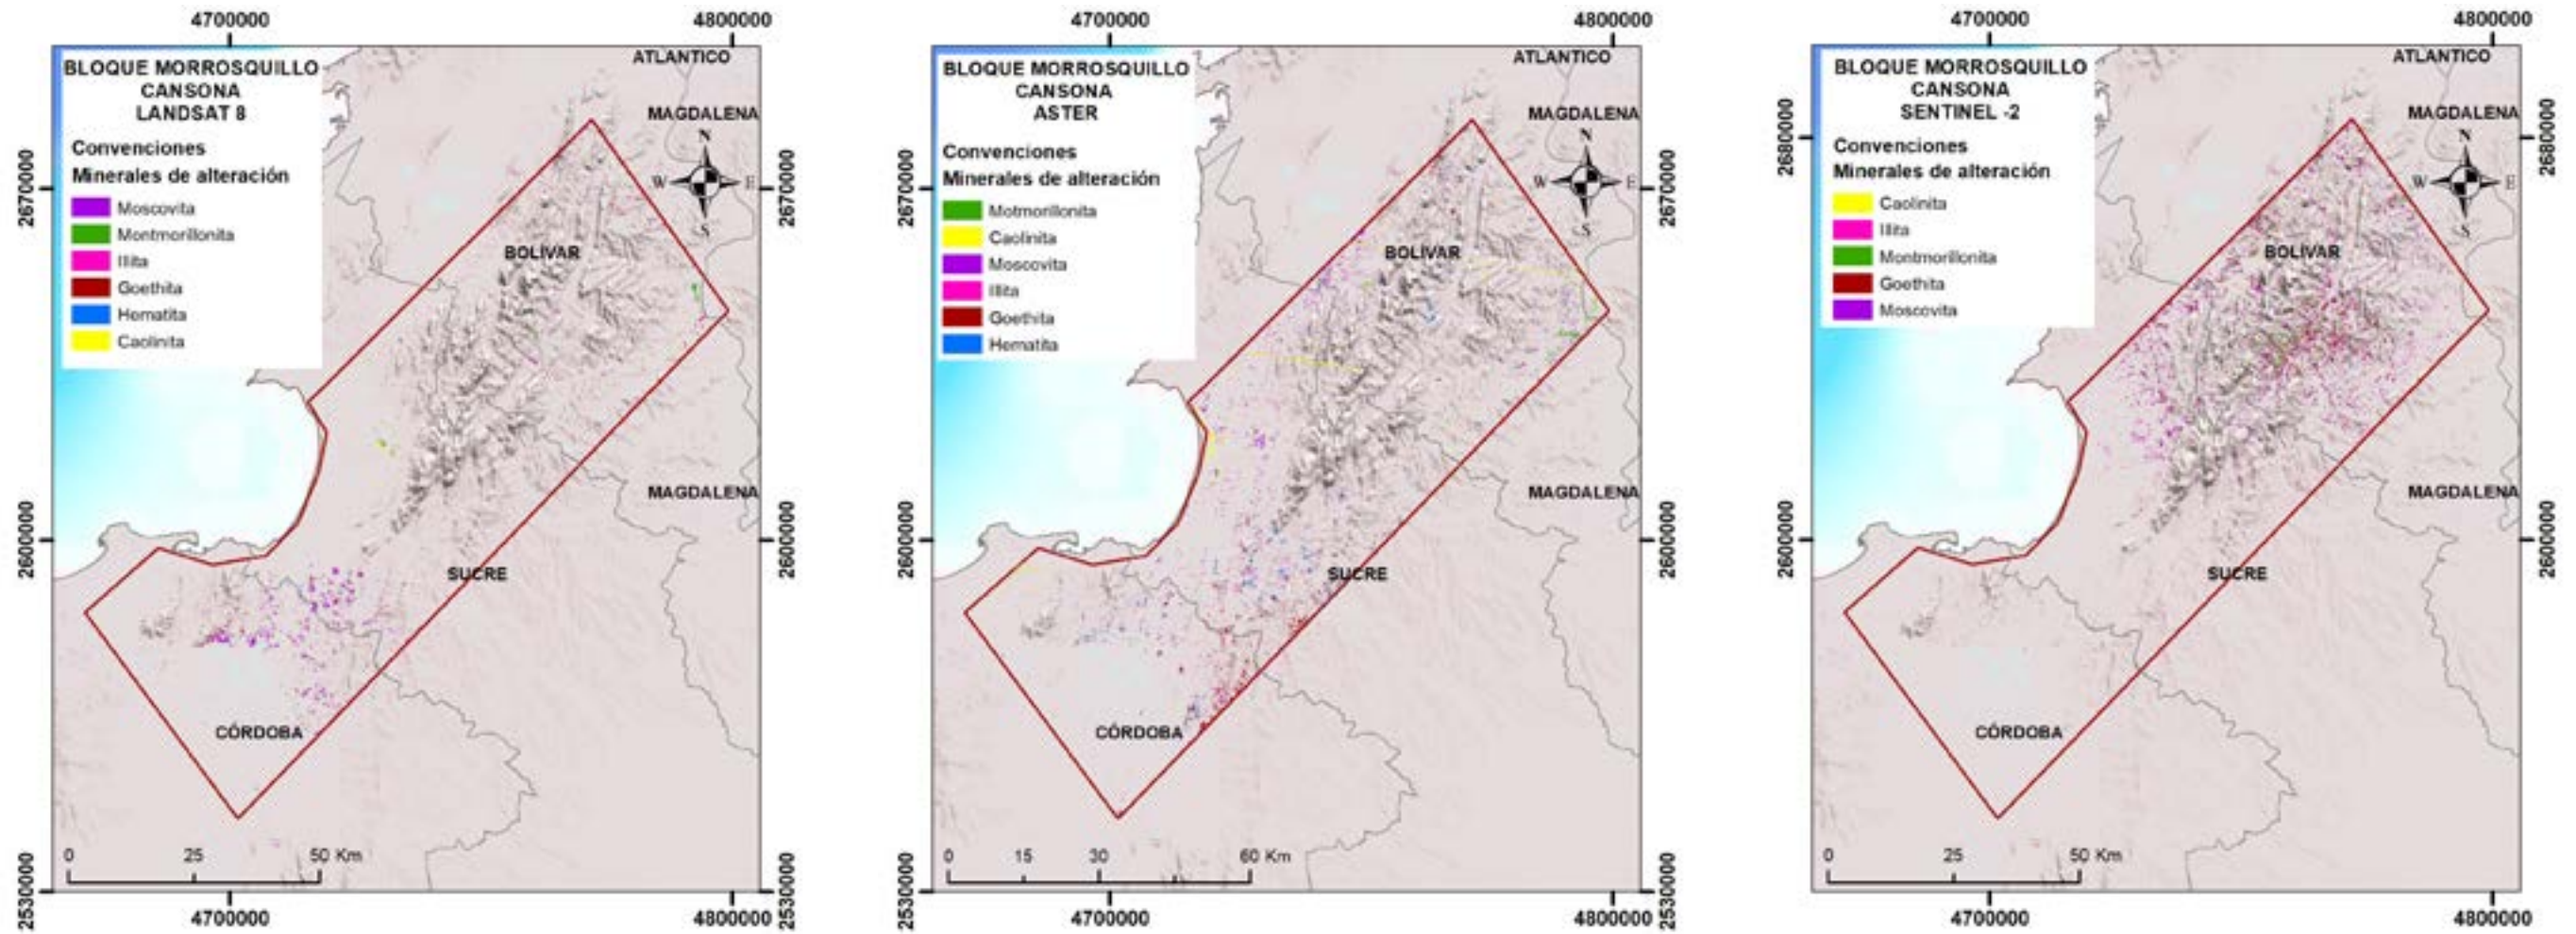 4700000
4800000
BLOQUE MORROSQUILLO
CANSONA
LANDSAT 8
Convenciones
Minerales de alteración
Moscovita
Montmorillonita
Illita
Goethita
Hematita
Caolinita
ATLANTICO
MAGDALENA
N
W
E
S
BOLIVAR
MAGDALENA
SUCRE
CÓRDOBA
2670000
2600000
2530000
2670000
2600000
2530000
0 25 50 Km
4700000
4800000
4700000
4800000
BLOQUE MORROSQUILLO
CANSONA
ASTER
Convenciones
Minerales de alteración
Motmorillonita
Caolinita
Moscovita
Illita
Goethita
Hematita
ATLANTICO
MAGDALENA
N
W
E
S
BOLIVAR
MAGDALENA
SUCRE
CÓRDOBA
2670000
2600000
2530000
2670000
2600000
2530000
0 15 30 60 Km
4700000
4800000
4700000
4800000
BLOQUE MORROSQUILLO
CANSONA
SENTINEL -2
Convenciones
Minerales de alteración
Caolinita
Illita
Montmorillonita
Goethita
Moscovita
ATLANTICO
MAGDALENA
N
W
E
S
BOLIVAR
MAGDALENA
SUCRE
CÓRDOBA
2680000
2600000
2680000
2600000
0 25 50 Km
4700000
4800000